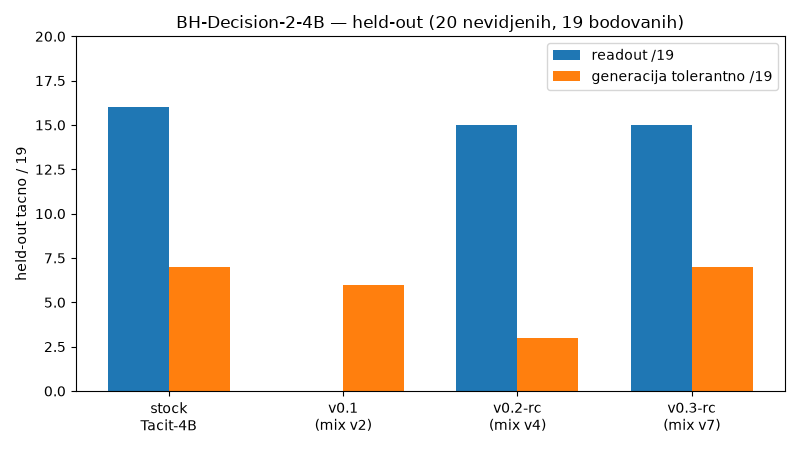 BH-Decision-2-4B — held-out (20 nevidjenih, 19 bodovanih)
readout /19
generacija tolerantno /19
held-out tacno / 19
20.0
17.5
15.0
12.5
10.0
7.5
5.0
2.5
0.0
stock
Tacit-4B
v0.1
(mix v2)
v0.2-rc
(mix v4)
v0.3-rc
(mix v7)